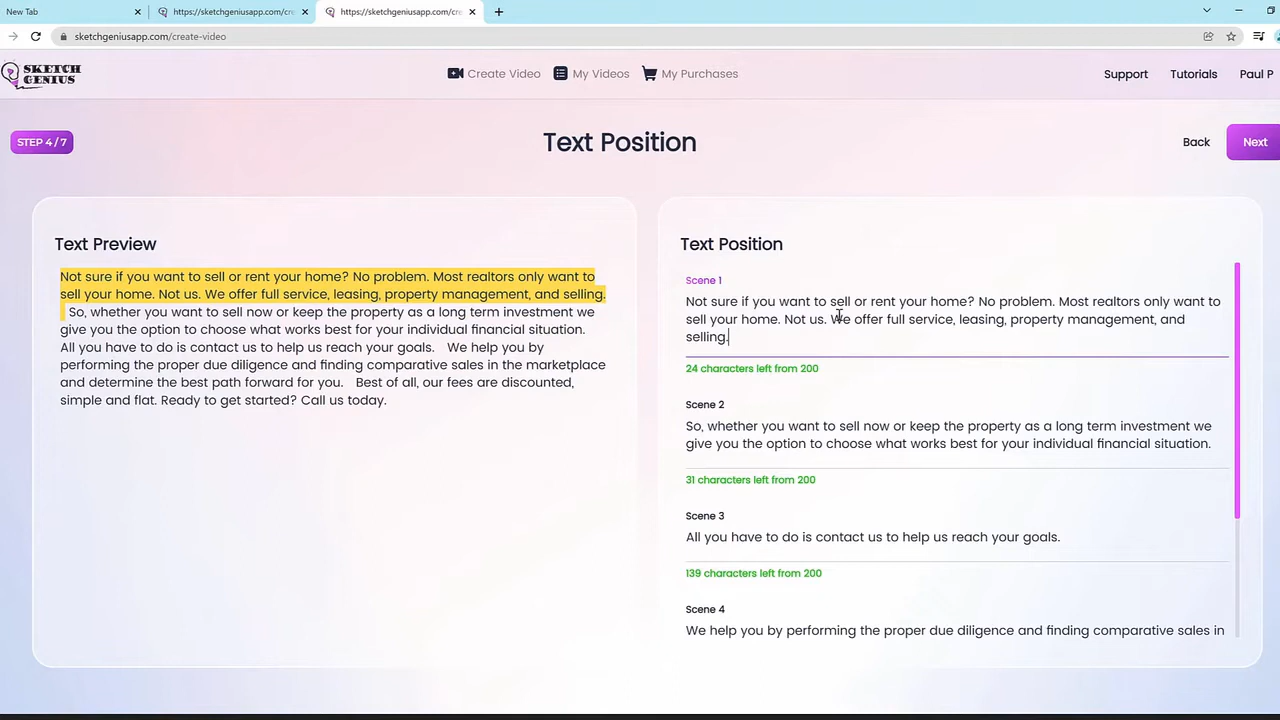 New Tab
https://sketchgeniusapp.com/cre
https://sketchgeniusapp.com/cre
sketchgeniusapp.com/create-video
SKETCH
GENIUS
Create Video
My Videos
My Purchases
Support
Tutorials
Paul P
STEP 4 / 7
Text Position
Back
Next
Text Preview
Not sure if you want to sell or rent your home? No problem. Most realtors only want to
sell your home. Not us. We offer full service, leasing, property management, and selling.
So, whether you want to sell now or keep the property as a long term investment we
give you the option to choose what works best for your individual financial situation.
All you have to do is contact us to help us reach your goals. We help you by
performing the proper due diligence and finding comparative sales in the marketplace
and determine the best path forward for you. Best of all, our fees are discounted,
simple and flat. Ready to get started? Call us today.
Text Position
Scene 1
Not sure if you want to sell or rent your home? No problem. Most realtors only want to
sell your home. Not us. We offer full service, leasing, property management, and
selling.
24 characters left from 200
Scene 2
So, whether you want to sell now or keep the property as a long term investment we
give you the option to choose what works best for your individual financial situation.
31 characters left from 200
Scene 3
All you have to do is contact us to help us reach your goals.
139 characters left from 200
Scene 4
We help you by performing the proper due diligence and finding comparative sales in